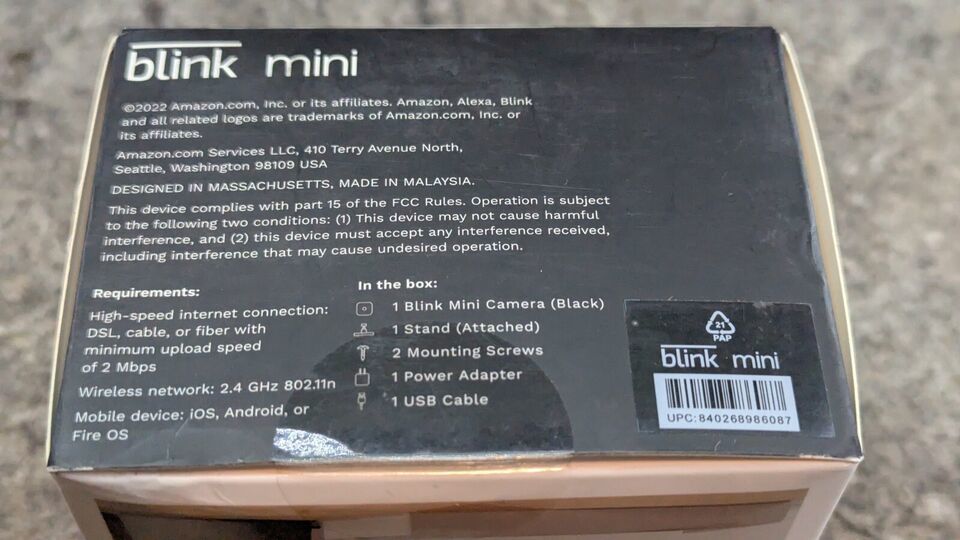 blink mini
©2022 Amazon.com, Inc. or its affiliates. Amazon, Alexa, Blink
and all related logos are trademarks of Amazon.com, Inc. or
its affiliates.
Amazon.com Services LLC, 410 Terry Avenue North,
Seattle, Washington 98109 USA
DESIGNED IN MASSACHUSETTS, MADE IN MALAYSIA.
This device complies with part 15 of the FCC Rules. Operation is subject
to the following two conditions: (1) This device may not cause harmful
interference, and (2) this device must accept any interference received,
including interference that may cause undesired operation.
Requirements:
High-speed internet connection:
DSL, cable, or fiber with
minimum upload speed
of 2 Mbps
Wireless network: 2.4 GHz 802.11n
Mobile device: iOS, Android, or
Fire OS
In the box:
1 Blink Mini Camera (Black)
1 Stand (Attached)
2 Mounting Screws
1 Power Adapter
1 USB Cable
21
PAP
blink mini
UPC: 840268986087